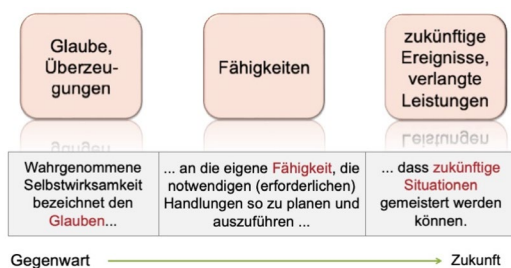 Glaube,
Überzeu-
gungen
Fähigkeiten
zukünftige
Ereignisse,
verlangte
Leistungen
Wahrgenommene
Selbstwirksamkeit
bezeichnet den
Glauben...
... an die eigene Fähigkeit, die
notwendigen (erforderlichen)
Handlungen so zu planen und
auszuführen ...
... dass zukünftige
Situationen
gemeistert werden
können.
Gegenwart
Zukunft